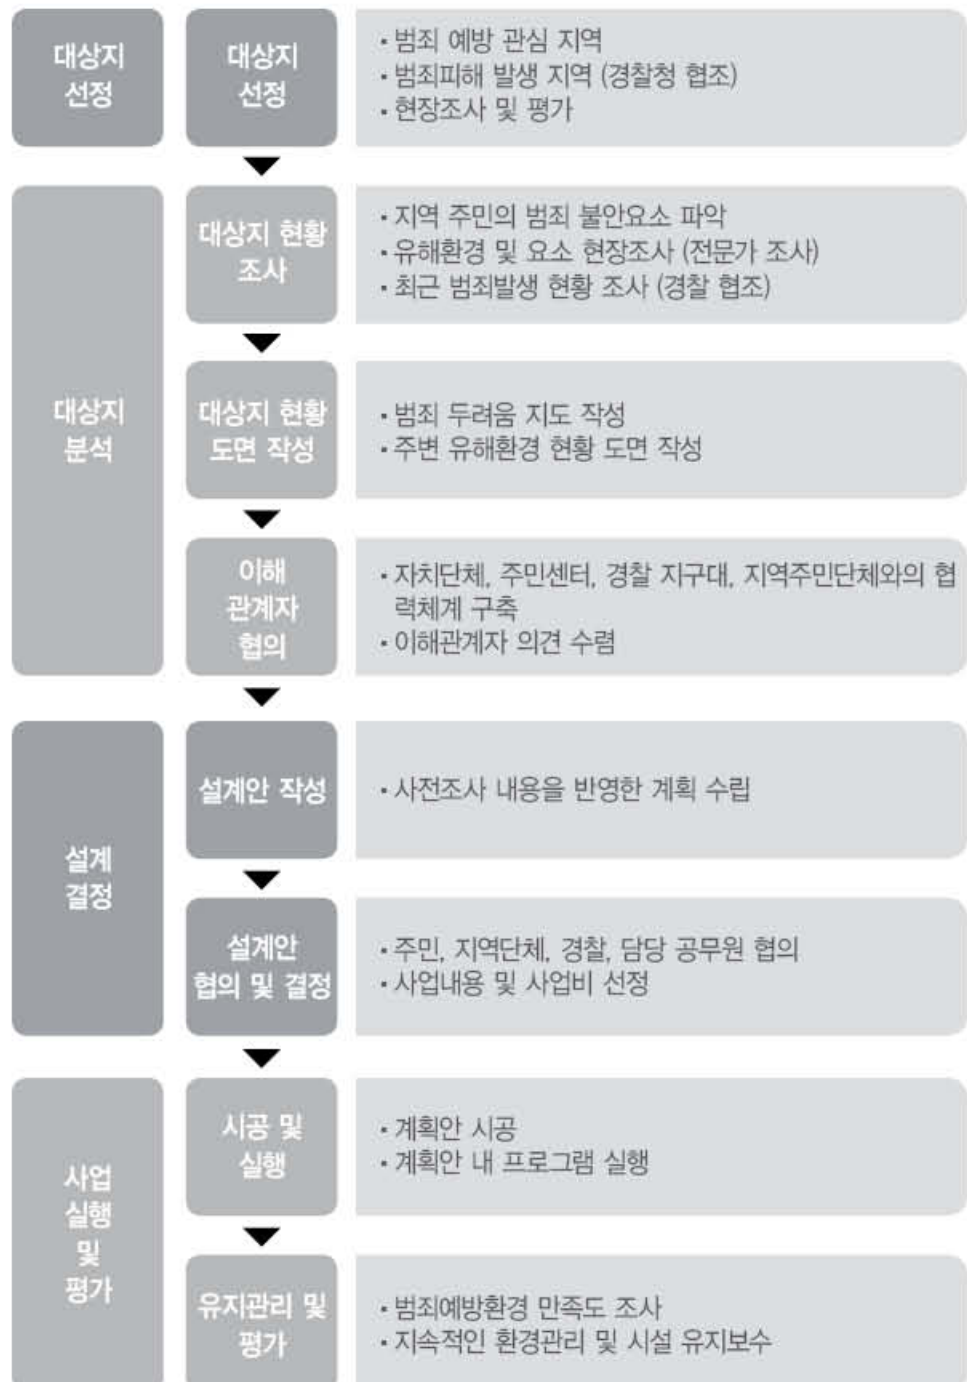 대상지
선정
대상지
선정
• 범죄 예방 관심 지역
• 범죄피해 발생 지역 (경찰청 협조)
• 현장조사 및 평가
대상지
분석
대상지 현황
조사
• 지역 주민의 범죄 불안요소 파악
• 유해환경 및 요소 현장조사 (전문가 조사)
• 최근 범죄발생 현황 조사 (경찰 협조)
대상지 현황
도면 작성
• 범죄 두려움 지도 작성
• 주변 유해환경 현황 도면 작성
이해
관계자
협의
• 자치단체, 주민센터, 경찰 지구대, 지역주민단체와의 협
력체계 구축
• 이해관계자 의견 수렴
설계
결정
설계안 작성
• 사전조사 내용을 반영한 계획 수립
설계안
협의 및 결정
• 주민, 지역단체, 경찰, 담당 공무원 협의
• 사업내용 및 사업비 선정
사업
실행
및
평가
시공 및
실행
• 계획안 시공
• 계획안 내 프로그램 실행
유지관리 및
평가
• 범죄예방환경 만족도 조사
• 지속적인 환경관리 및 시설 유지보수